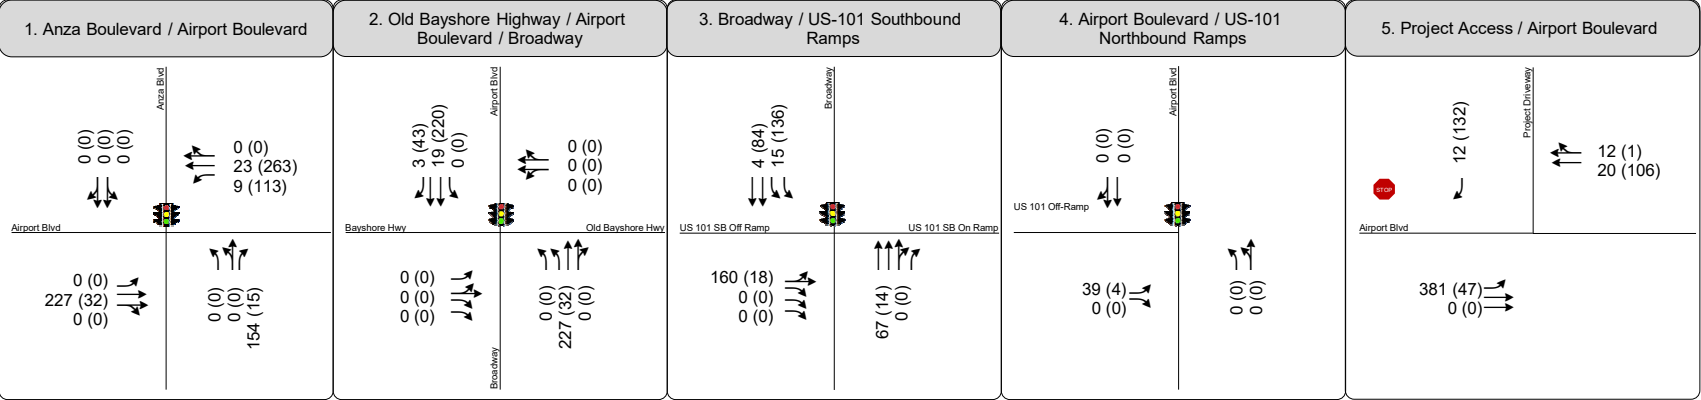 1. Anza Boulevard / Airport Boulevard
Anza Blvd
0 (0)
0 (0)
0 (0)
0 (0)
23 (263)
9 (113)
Airport Blvd
0 (0)
227 (32)
0 (0)
0 (0)
0 (0)
154 (15)
2. Old Bayshore Highway / Airport
Boulevard / Broadway
Airport Blvd
3 (43)
19 (220)
0 (0)
0 (0)
0 (0)
0 (0)
Bayshore Hwy
Old Bayshore Hwy
0 (0)
0 (0)
0 (0)
0 (0)
227 (32)
0 (0)
Broadway
3. Broadway / US-101 Southbound
Ramps
Broadway
4 (84)
15 (136)
US 101 SB Off Ramp
US 101 SB On Ramp
160 (18)
0 (0)
0 (0)
67 (14)
0 (0)
4. Airport Boulevard / US-101
Northbound Ramps
Airport Blvd
0 (0)
0 (0)
US 101 Off-Ramp
39 (4)
0 (0)
0 (0)
0 (0)
5. Project Access / Airport Boulevard
Project Driveway
12 (132)
12 (1)
20 (106)
STOP
Airport Blvd
381 (47)
0 (0)